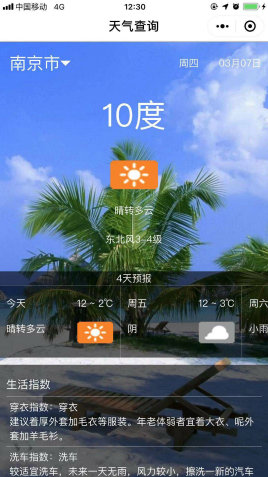 中国移动 4G 12:30
天气查询
南京市 周四 03月07日
10度
晴转多云
东北风3-4级
4天预报
今天 12 ~ 2℃ 周五 12 ~ 3℃ 周六
晴转多云 阴 小雨
生活指数
穿衣指数：穿衣
建议着厚外套加毛衣等服装。年老体弱者宜着大衣、呢外
套加羊毛衫。
洗车指数：洗车
较适宜洗车，未来一天无雨，风力较小，擦洗一新的汽车